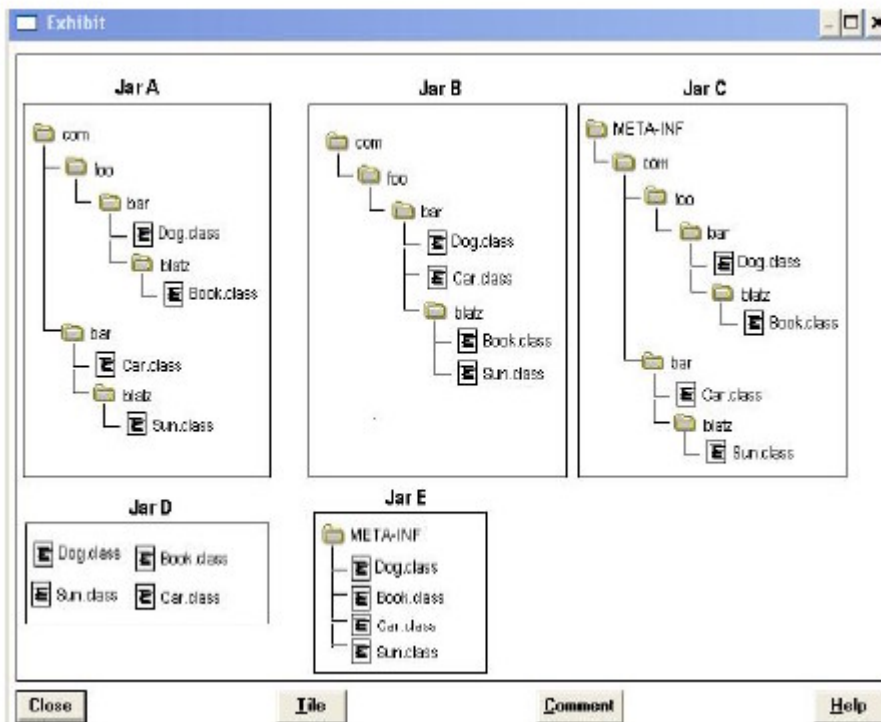 Exhibit
Jar A
com
foo
bar
Dog.class
blatz
Book.class
bar
Car.class
blatz
Sun.class
Jar B
com
foo
bar
Dog.class
Car.class
blatz
Book.class
Sun.class
Jar C
META-INF
com
foo
bar
Dog.class
blatz
Book.class
bar
Car.class
blatz
Sun.class
Jar D
Dog.class Book.class
Sun.class Car.class
Jar E
META-INF
Dog.class
Book.class
Car.class
Sun.class
Close Tile Comment Help